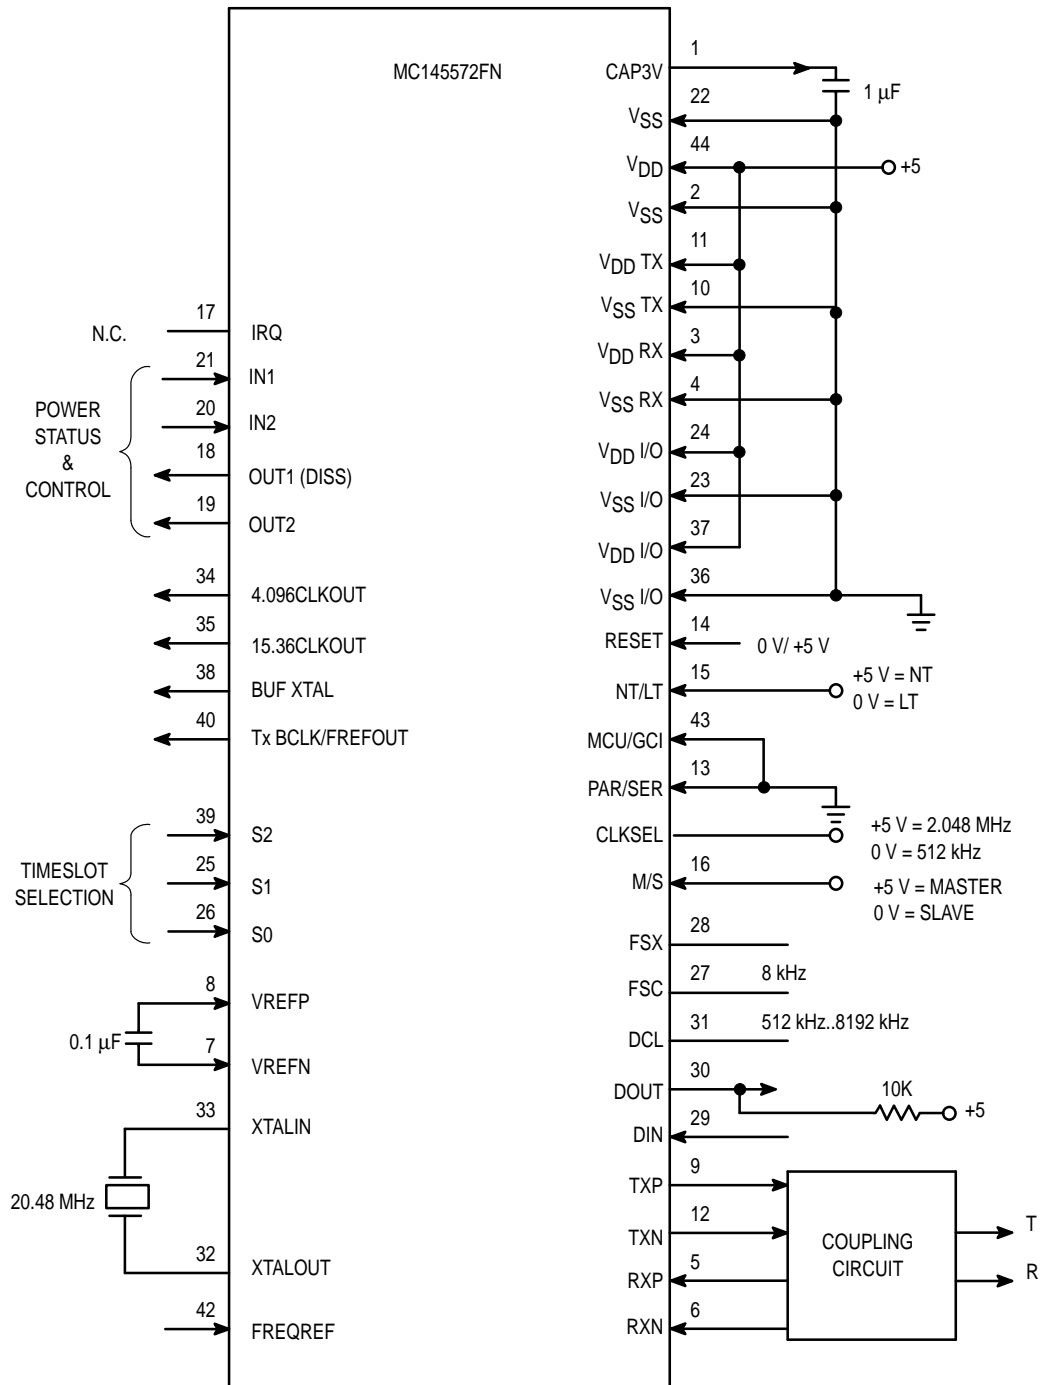 MC145572FN
1
CAP3V
1 μF
22
VSS
44
VDD
+5
2
VSS
11
VDD TX
10
VSS TX
3
VDD RX
4
VSS RX
24
VDD I/O
23
VSS I/O
37
VDD I/O
36
VSS I/O
14
RESET
0 V/ +5 V
15
NT/LT
+5 V = NT
0 V = LT
43
MCU/GCI
13
PAR/SER
CLKSEL
+5 V = 2.048 MHz
0 V = 512 kHz
16
M/S
+5 V = MASTER
0 V = SLAVE
28
FSX
27
8 kHz
FSC
31
512 kHz..8192 kHz
DCL
30
DOUT
10K
+5
29
DIN
9
TXP
12
TXN
5
RXP
6
RXN
COUPLING
CIRCUIT
T
R
N.C.
17
IRQ
POWER
STATUS
&
CONTROL
21
IN1
20
IN2
18
OUT1 (DISS)
19
OUT2
34
4.096CLKOUT
35
15.36CLKOUT
38
BUF XTAL
40
Tx BCLK/FREFOUT
TIMESLOT
SELECTION
39
S2
25
S1
26
S0
8
VREFP
0.1 μF
7
VREFN
33
XTALIN
20.48 MHz
32
XTALOUT
42
FREQREF